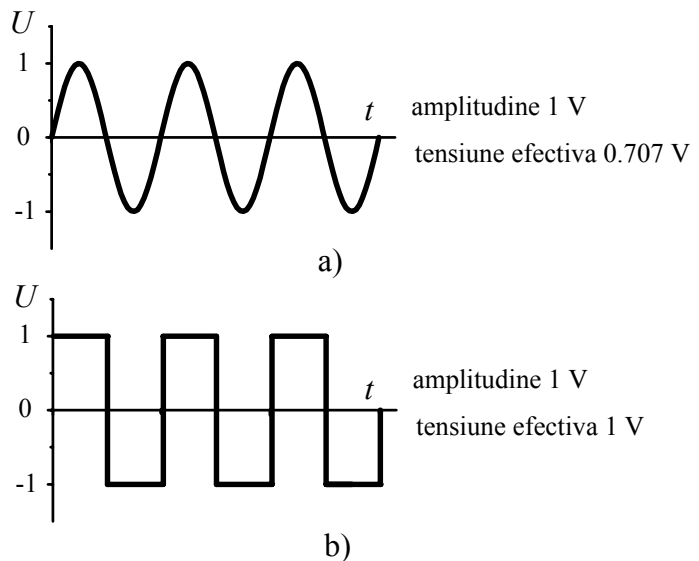 U
1
0
-1
t
amplitudine 1 V
tensiune efectiva 0.707 V
a)
U
1
0
-1
t
amplitudine 1 V
tensiune efectiva 1 V
b)